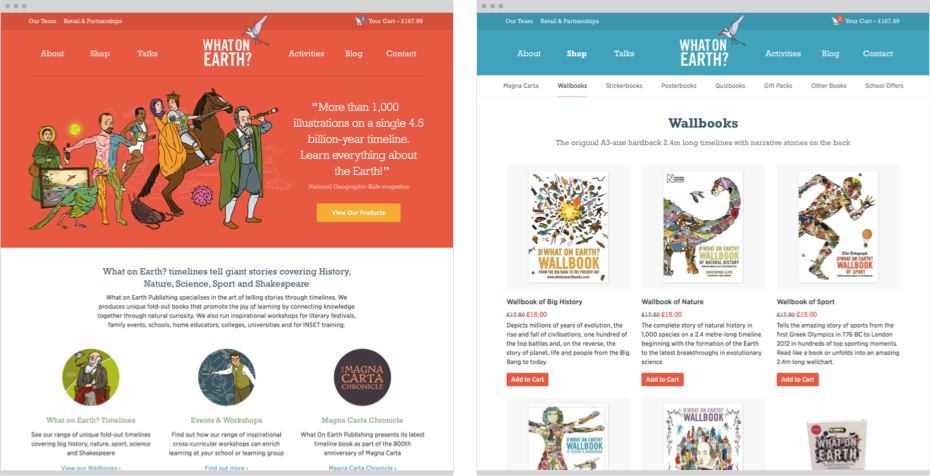 Our Team Retail & Partnerships
Your Cart – £167.99
About Shop Talks
WHAT ON
EARTH?
Activities Blog Contact
“More than 1,000
illustrations on a single 4.5
billion-year timeline.
Learn everything about
the Earth!”
National Geographic Kids magazine
View Our Products
What on Earth? timelines tell giant stories covering History,
Nature, Science, Sport and Shakespeare
What on Earth Publishing specialises in the art of telling stories through timelines. We
produces unique fold-out books that promote the joy of learning by connecting knowledge
together through natural curiosity. We also run inspirational workshops for literary festivals,
family events, schools, home educators, colleges, universities and for INSET training.
THE MAGNA
CARTA
CHRONICLE
What on Earth? Timelines
See our range of unique fold-out timelines
covering big history, nature, sport, science
and Shakespeare
View our Wallbooks ›
Events & Workshops
Find out how our range of inspirational
cross-curricular workshops can enrich
learning at your school or learning group
Find out more ›
Magna Carta Chronicle
What On Earth Publishing presents its latest
timeline book as part of the 800th
anniversary of Magna Carta
Magna Carta Chronicle ›
Our Team Retail & Partnerships
Your Cart – £167.99
About Shop Talks
WHAT ON
EARTH?
Activities Blog Contact
Magna Carta Wallbooks Stickerbooks Posterbooks Quizbooks Gift Packs Other Books School Offers
Wallbooks
The original A3-size hardback 2.4m long timelines with narrative stories on the back
WHAT ON EARTH?
WALLBOOK
FROM THE BIG BANG TO THE PRESENT DAY
www.whatonearthbooks.com
WHAT ON EARTH?
WALLBOOK
OF NATURAL HISTORY
The Telegraph
WHAT ON EARTH?
WALLBOOK
OF SPORT
Wallbook of Big History
£17.50 £15.00
Depicts millions of years of evolution, the
rise and fall of civilisations, one hundred of
the top battles and, on the reverse, the
story of planet, life and people from the Big
Bang to today.
Add to Cart
Wallbook of Nature
£17.50 £15.00
The complete story of natural history in
1,000 species on a 2.4 metre-long timeline
beginning with the formation of the Earth
to the latest breakthroughs in evolutionary
science.
Add to Cart
Wallbook of Sport
£17.50 £15.00
Tells the amazing story of sports from the
first Greek Olympics in 776 BC to London
2012 in hundreds of top sporting moments.
Read like a book or unfolds into an amazing
2.4m long wallchart.
Add to Cart
WHAT ON EARTH?
WALLBOOK
WHAT ON EARTH?
WALLBOOK
WHAT ON
EARTH?